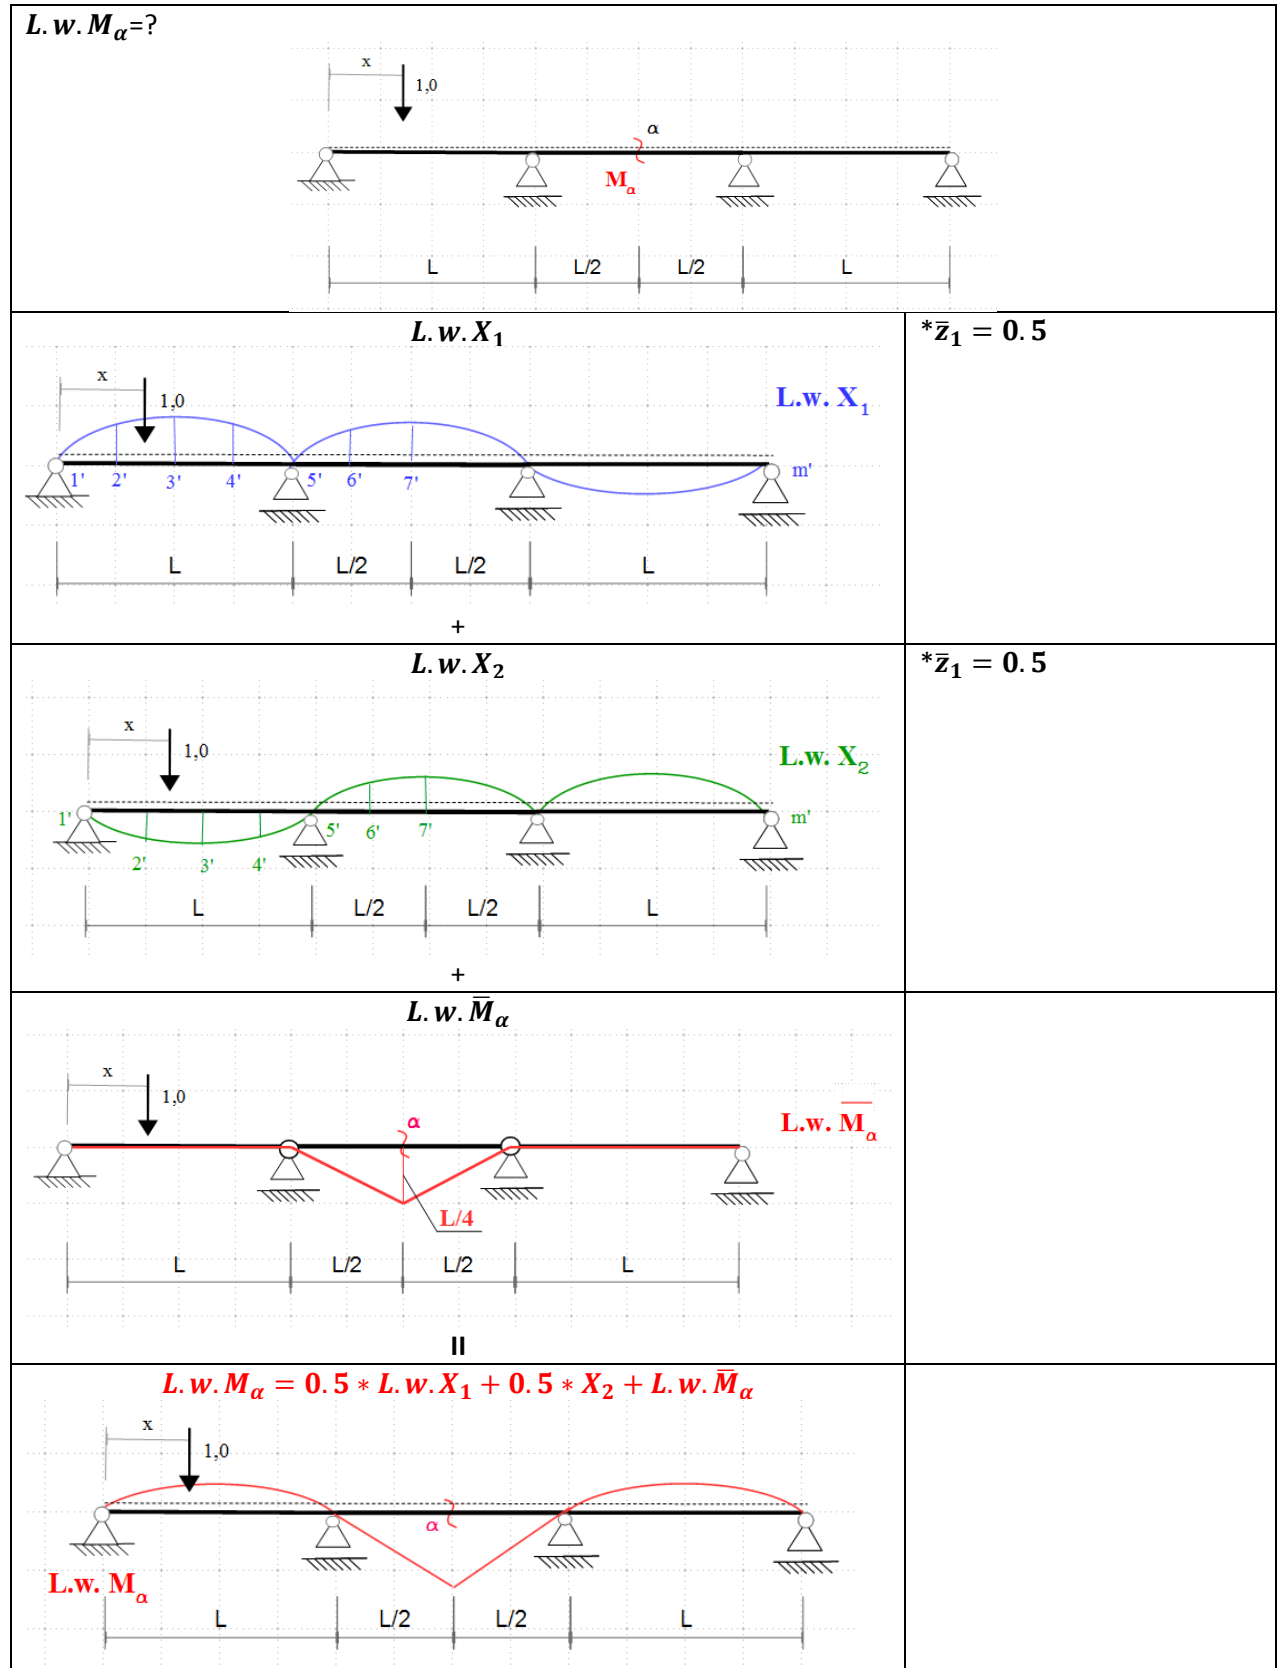 L.w.Mα=?
x
1,0
α
Mα
L L/2 L/2 L
L.w.X₁
*z̄₁ = 0.5
x
1,0
L.w. X₁
1' 2' 3' 4' 5' 6' 7' m'
L L/2 L/2 L
+
L.w.X₂
*z̄₁ = 0.5
x
1,0
L.w. X₂
1' 5' 6' 7' m'
2' 3' 4'
L L/2 L/2 L
+
L.w.M̄α
x
1,0
α
L.w. M̄α
L/4
L L/2 L/2 L
=
L.w.Mα = 0.5 * L.w.X₁ + 0.5 * X₂ + L.w.M̄α
x
1,0
α
L.w. Mα
L L/2 L/2 L